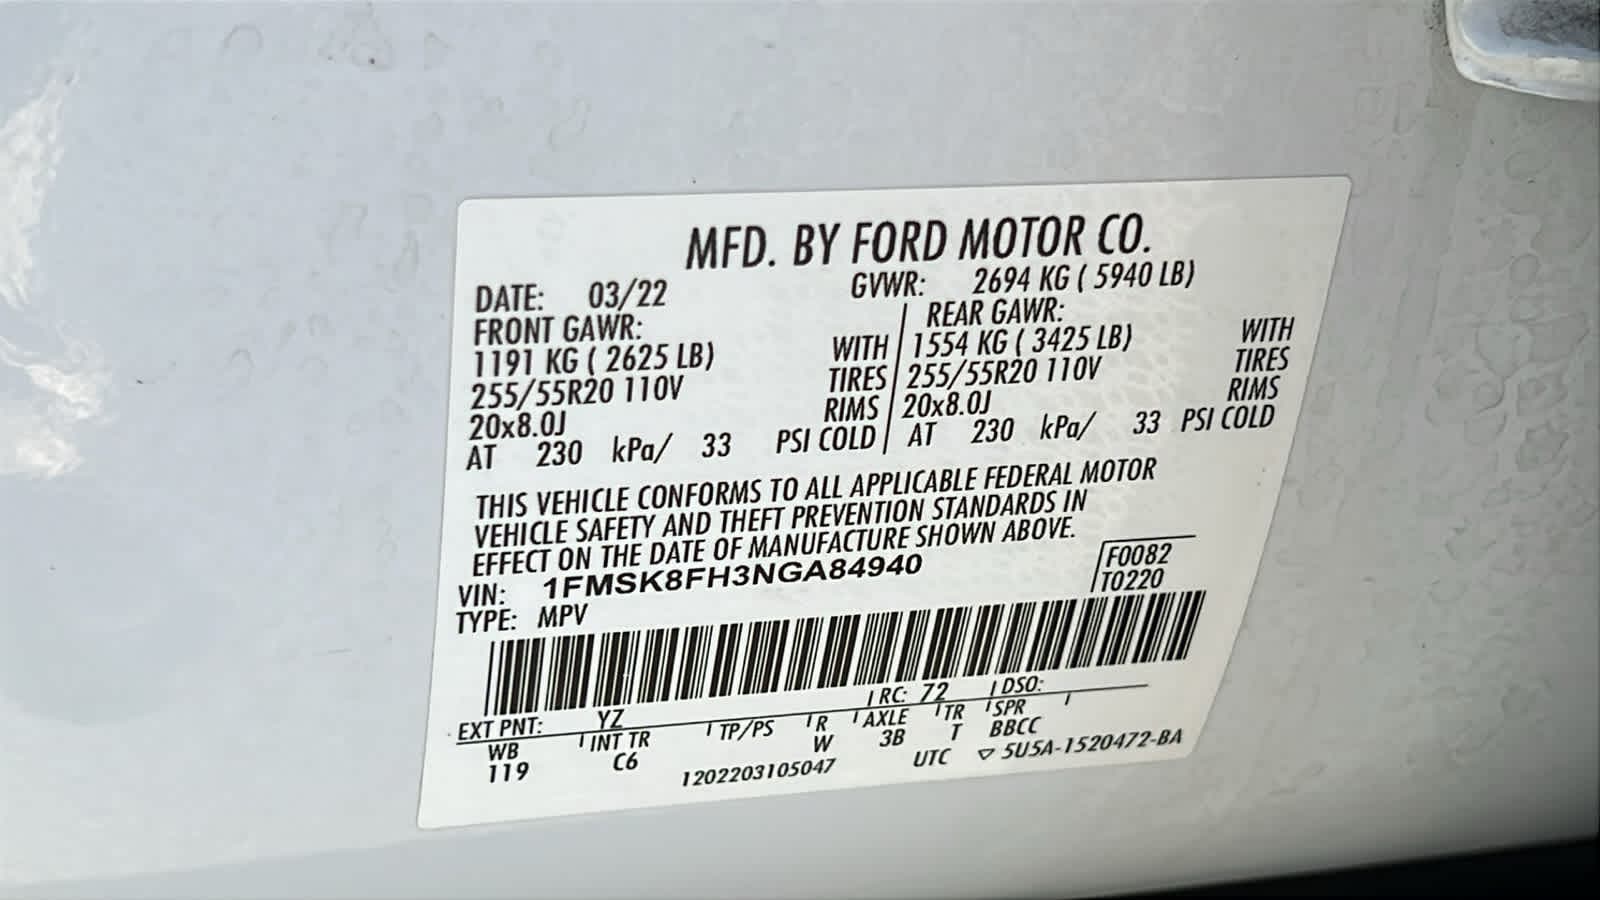 MFD. BY FORD MOTOR CO.
DATE: 03/22 GVWR: 2694 KG ( 5940 LB)
FRONT GAWR: REAR GAWR:
1191 KG ( 2625 LB) WITH 1554 KG ( 3425 LB) WITH
255/55R20 110V TIRES 255/55R20 110V TIRES
20x8.0J RIMS 20x8.0J RIMS
AT 230 kPa/ 33 PSI COLD AT 230 kPa/ 33 PSI COLD
THIS VEHICLE CONFORMS TO ALL APPLICABLE FEDERAL MOTOR
VEHICLE SAFETY AND THEFT PREVENTION STANDARDS IN
EFFECT ON THE DATE OF MANUFACTURE SHOWN ABOVE.
VIN: 1FMSK8FH3NGA84940 F0082
TYPE: MPV T0220
EXT PNT: YZ RC: 72 DSO:
WB INT TR TP/PS R AXLE TR SPR
119 C6 W 3B T BBCC
1202203105047 UTC ▽ 5U5A-1520472-BA